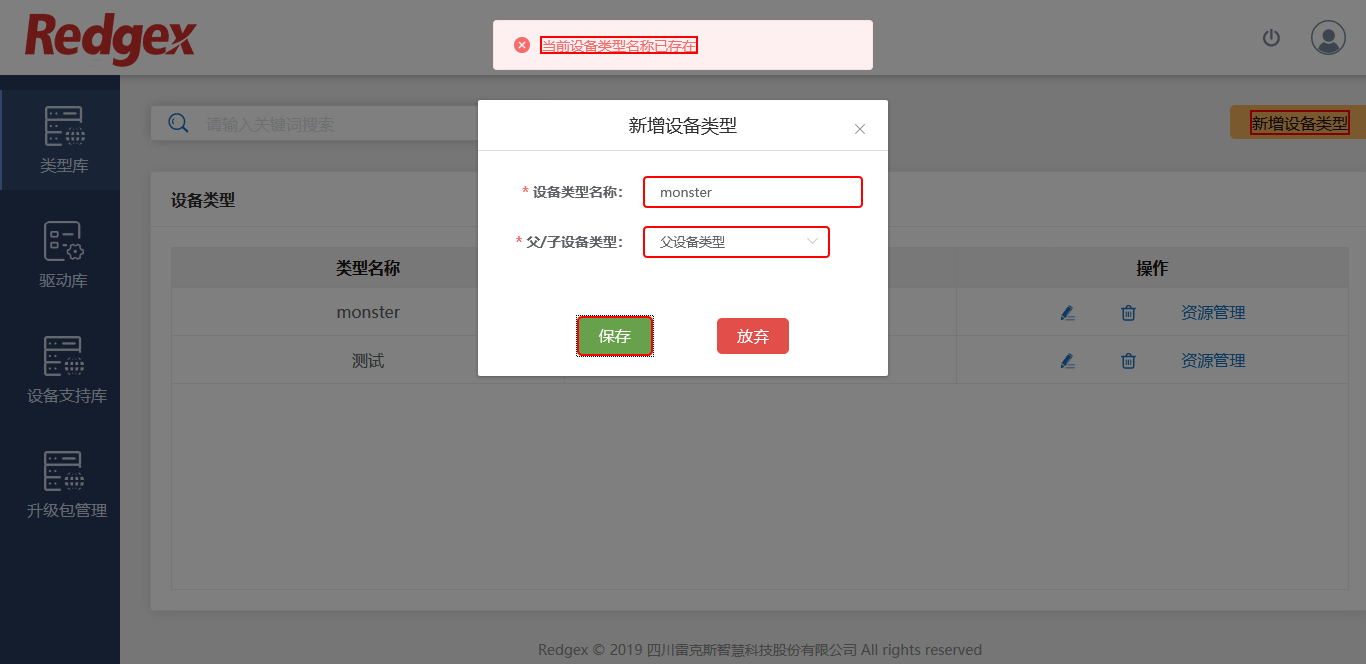 Redgex
当前设备类型名称已存在
请输入关键词搜索
新增设备类型
新增设备类型
类型库
驱动库
设备支持库
升级包管理
设备类型
* 设备类型名称： monster
* 父/子设备类型： 父设备类型
保存 放弃
类型名称 操作
monster 资源管理
测试 资源管理
Redgex © 2019 四川雷克斯智慧科技股份有限公司 All rights reserved